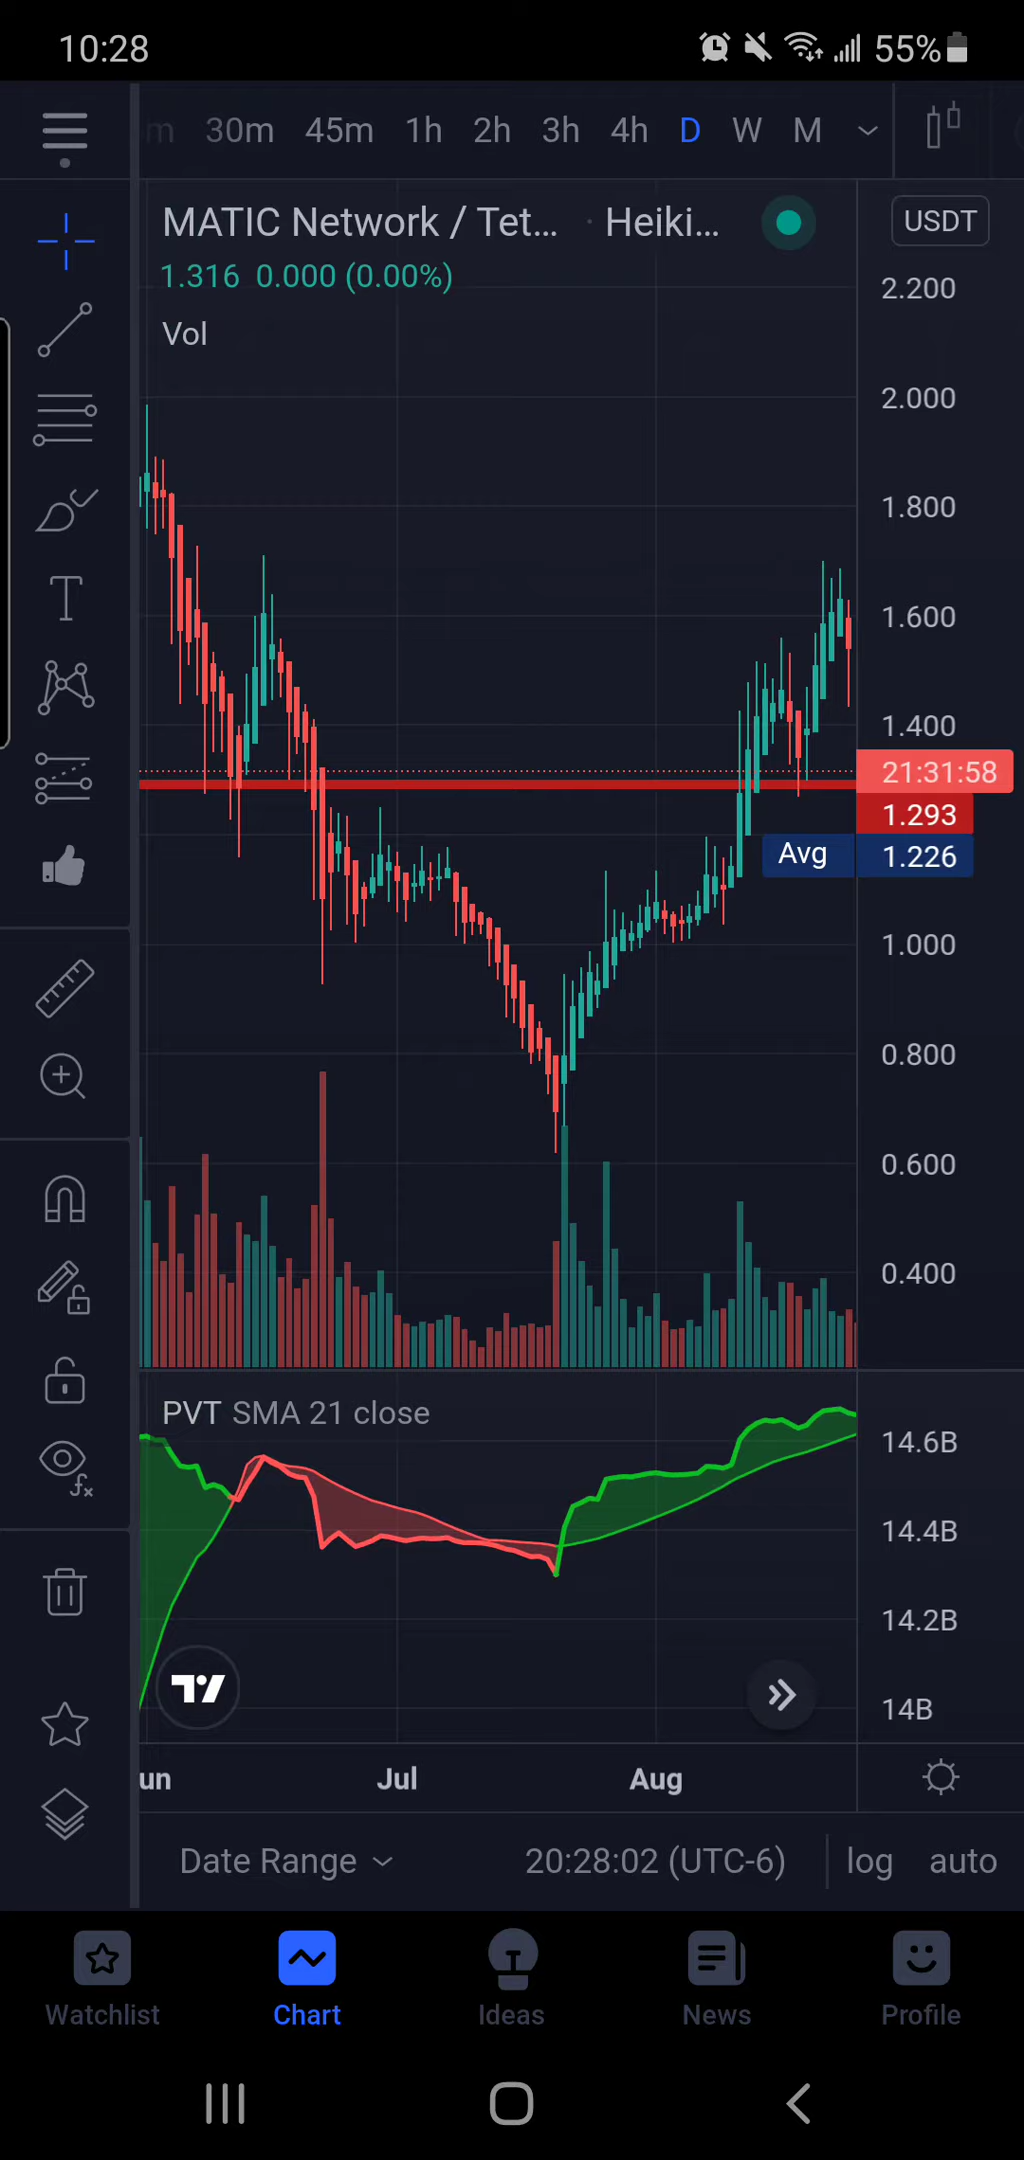 10:28 55%
m 30m 45m 1h 2h 3h 4h D W M
MATIC Network / Tet... · Heiki... USDT
1.316 0.000 (0.00%)
Vol
2.200
2.000
1.800
1.600
1.400
21:31:58
1.293
Avg 1.226
1.000
0.800
0.600
0.400
PVT SMA 21 close
14.6B
14.4B
14.2B
14B
un Jul Aug
Date Range 20:28:02 (UTC-6) log auto
Watchlist Chart Ideas News Profile